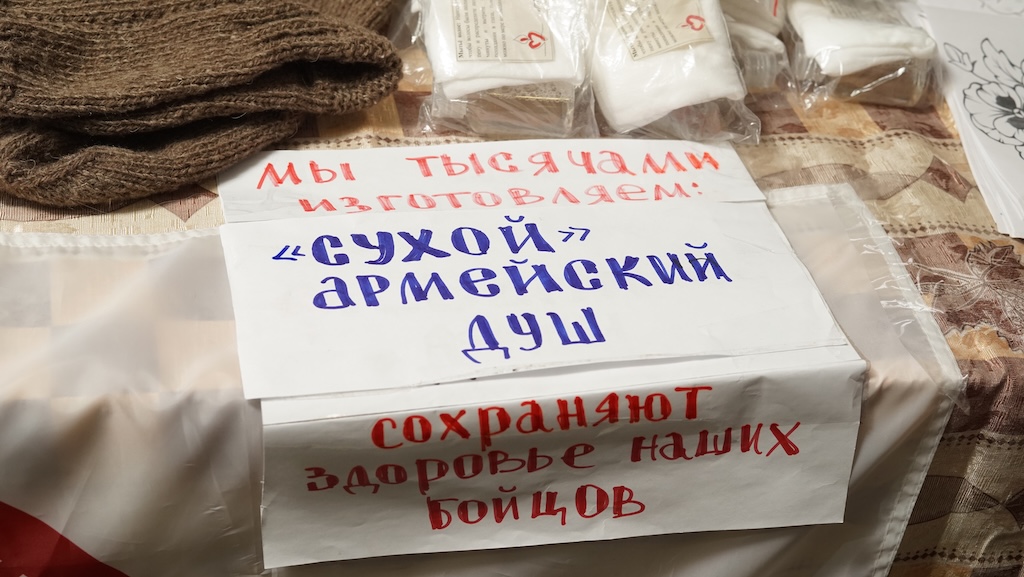 мы тысячами
изготовляем:
«СУХОЙ»
армейский
душ
сохраняют
здоровье наших
бойцов